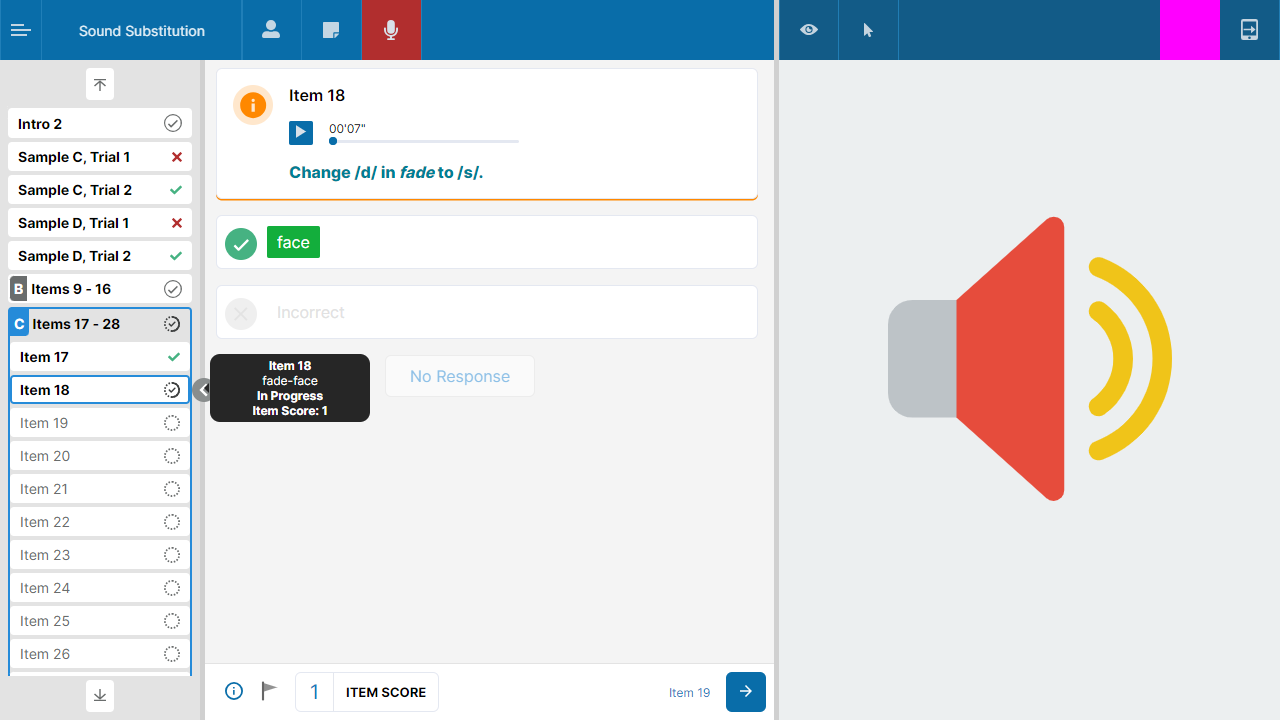 Sound Substitution
Intro 2
Sample C, Trial 1
Sample C, Trial 2
Sample D, Trial 1
Sample D, Trial 2
B Items 9 - 16
C Items 17 - 28
Item 17
Item 18
Item 19
Item 20
Item 21
Item 22
Item 23
Item 24
Item 25
Item 26
Item 18
00'07"
Change /d/ in fade to /s/.
face
Incorrect
Item 18
fade-face
In Progress
Item Score: 1
No Response
1 ITEM SCORE
Item 19